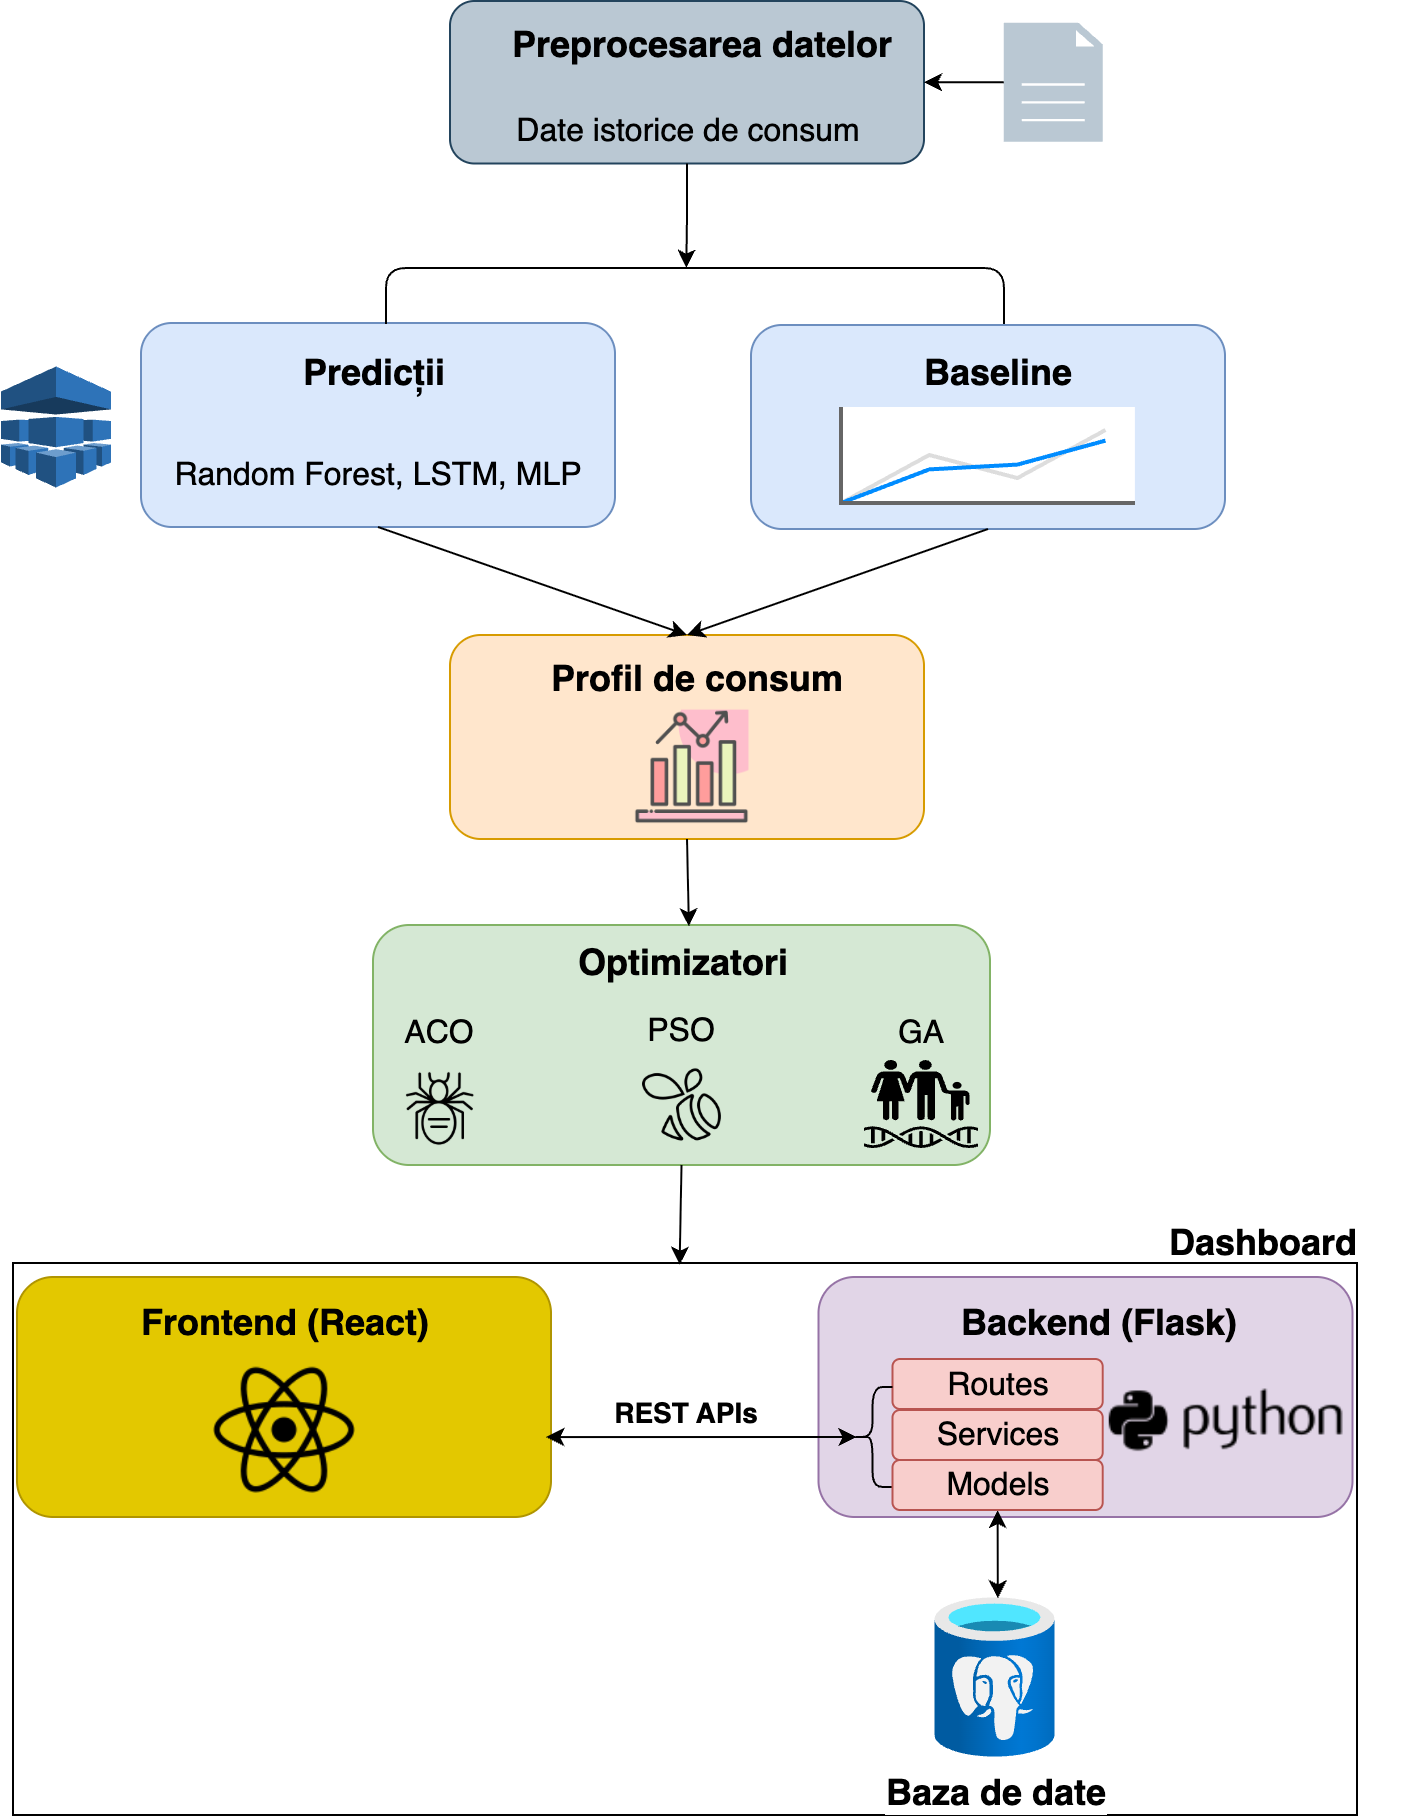 Preprocesarea datelor
Date istorice de consum
Predicții
Random Forest, LSTM, MLP
Baseline
Profil de consum
Optimizatori
ACO
PSO
GA
Dashboard
Frontend (React)
REST APIs
Backend (Flask)
Routes
Services
Models
python
Baza de date